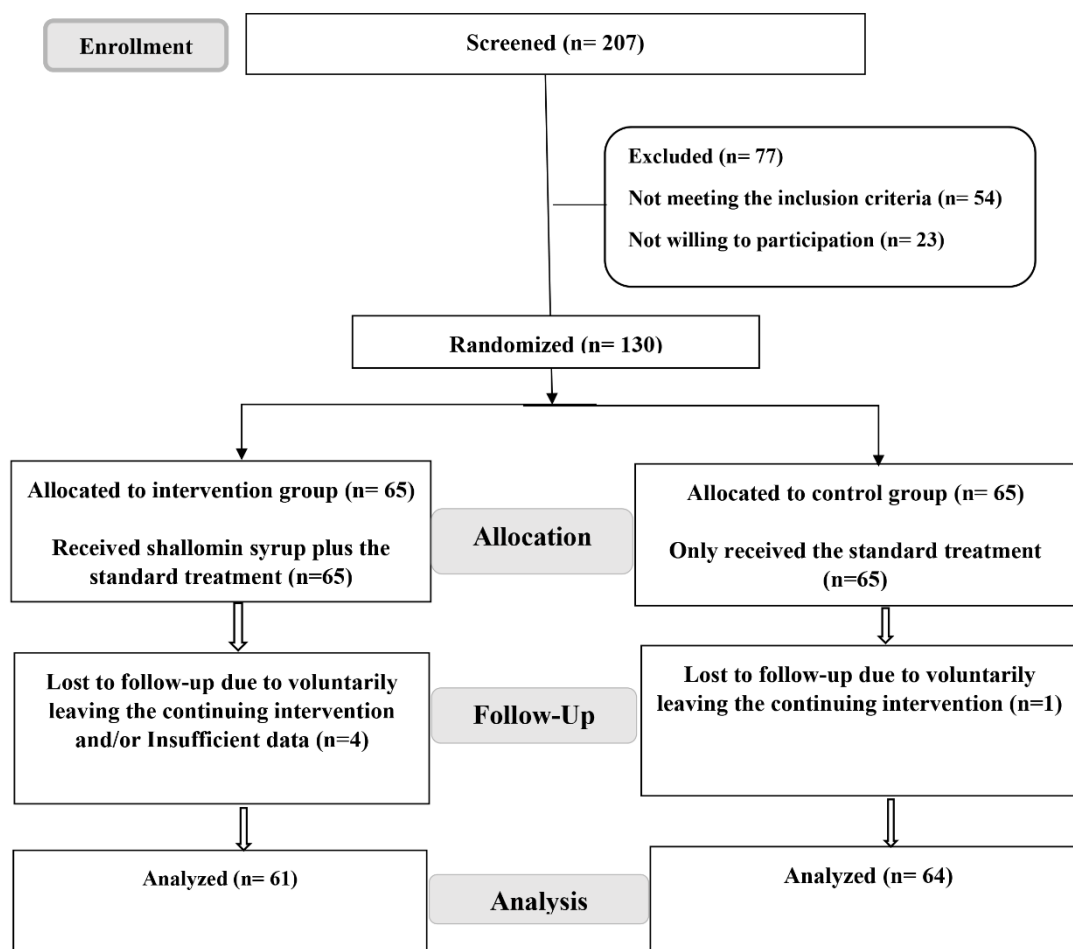 Enrollment
Screened (n= 207)
Excluded (n= 77)
Not meeting the inclusion criteria (n= 54)
Not willing to participation (n= 23)
Randomized (n= 130)
Allocated to intervention group (n= 65)
Received shallomin syrup plus the
standard treatment (n=65)
Allocation
Allocated to control group (n= 65)
Only received the standard treatment
(n=65)
Lost to follow-up due to voluntarily
leaving the continuing intervention
and/or Insufficient data (n=4)
Follow-Up
Lost to follow-up due to voluntarily
leaving the continuing intervention (n=1)
Analyzed (n= 61)
Analysis
Analyzed (n= 64)